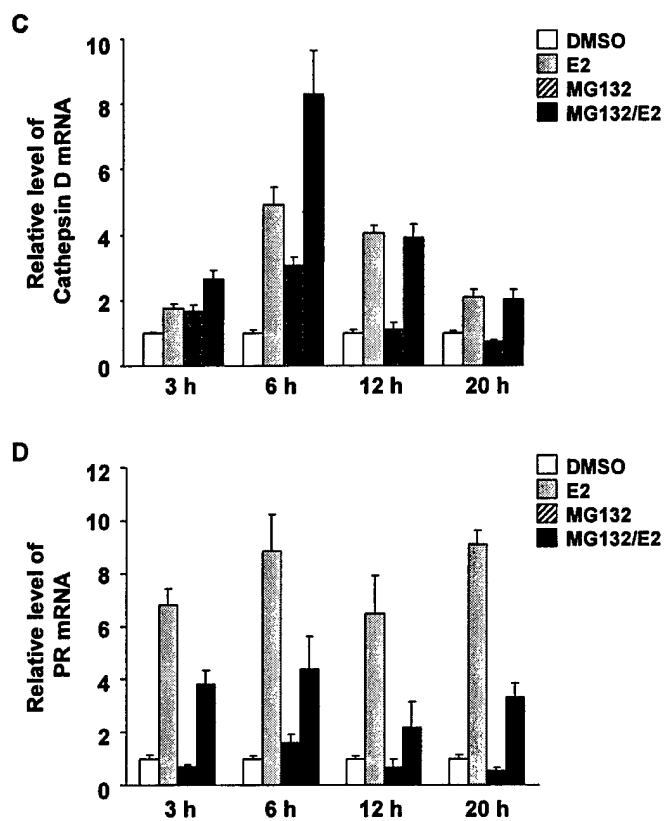 C
DMSO
E2
MG132
MG132/E2
Relative level of
Cathepsin D mRNA
10
8
6
4
2
0
3 h 6 h 12 h 20 h
D
DMSO
E2
MG132
MG132/E2
Relative level of
PR mRNA
12
10
8
6
4
2
0
3 h 6 h 12 h 20 h